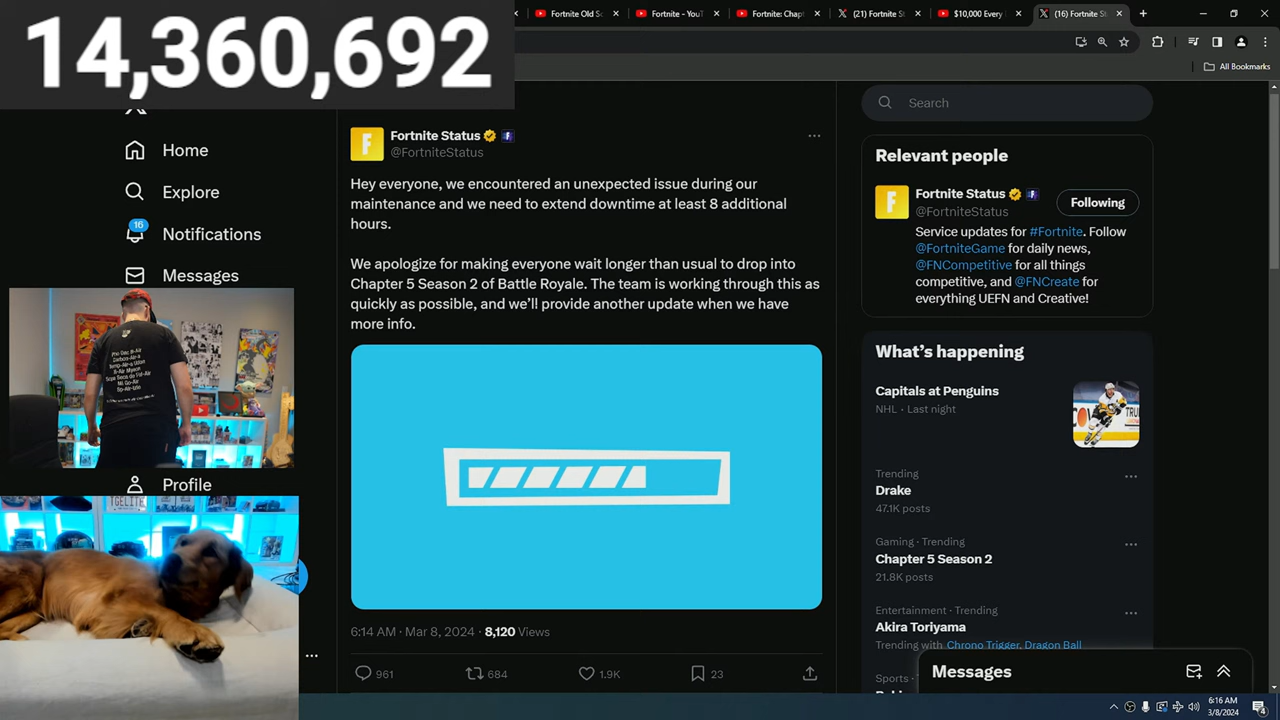 14,360,692
Fortnite Old S
Fortnite - YouT
Fortnite: Chap
(21) Fortnite S
$10,000 Every
(16) Fortnite S
All Bookmarks
Home
Explore
16
Notifications
Messages
Profile
Fortnite Status
@FortniteStatus
Hey everyone, we encountered an unexpected issue during our
maintenance and we need to extend downtime at least 8 additional
hours.
We apologize for making everyone wait longer than usual to drop into
Chapter 5 Season 2 of Battle Royale. The team is working through this as
quickly as possible, and we'll provide another update when we have
more info.
6:14 AM · Mar 8, 2024 · 8,120 Views
961
684
1.9K
23
Search
Relevant people
Fortnite Status
@FortniteStatus
Following
Service updates for #Fortnite. Follow
@FortniteGame for daily news,
@FNCompetitive for all things
competitive, and @FNCreate for
everything UEFN and Creative!
What's happening
Capitals at Penguins
NHL · Last night
Trending
Drake
47.1K posts
Gaming · Trending
Chapter 5 Season 2
21.8K posts
Entertainment · Trending
Akira Toriyama
Trending with Chrono Trigger, Dragon Ball
Sports ·
Messages
6:16 AM
3/8/2024